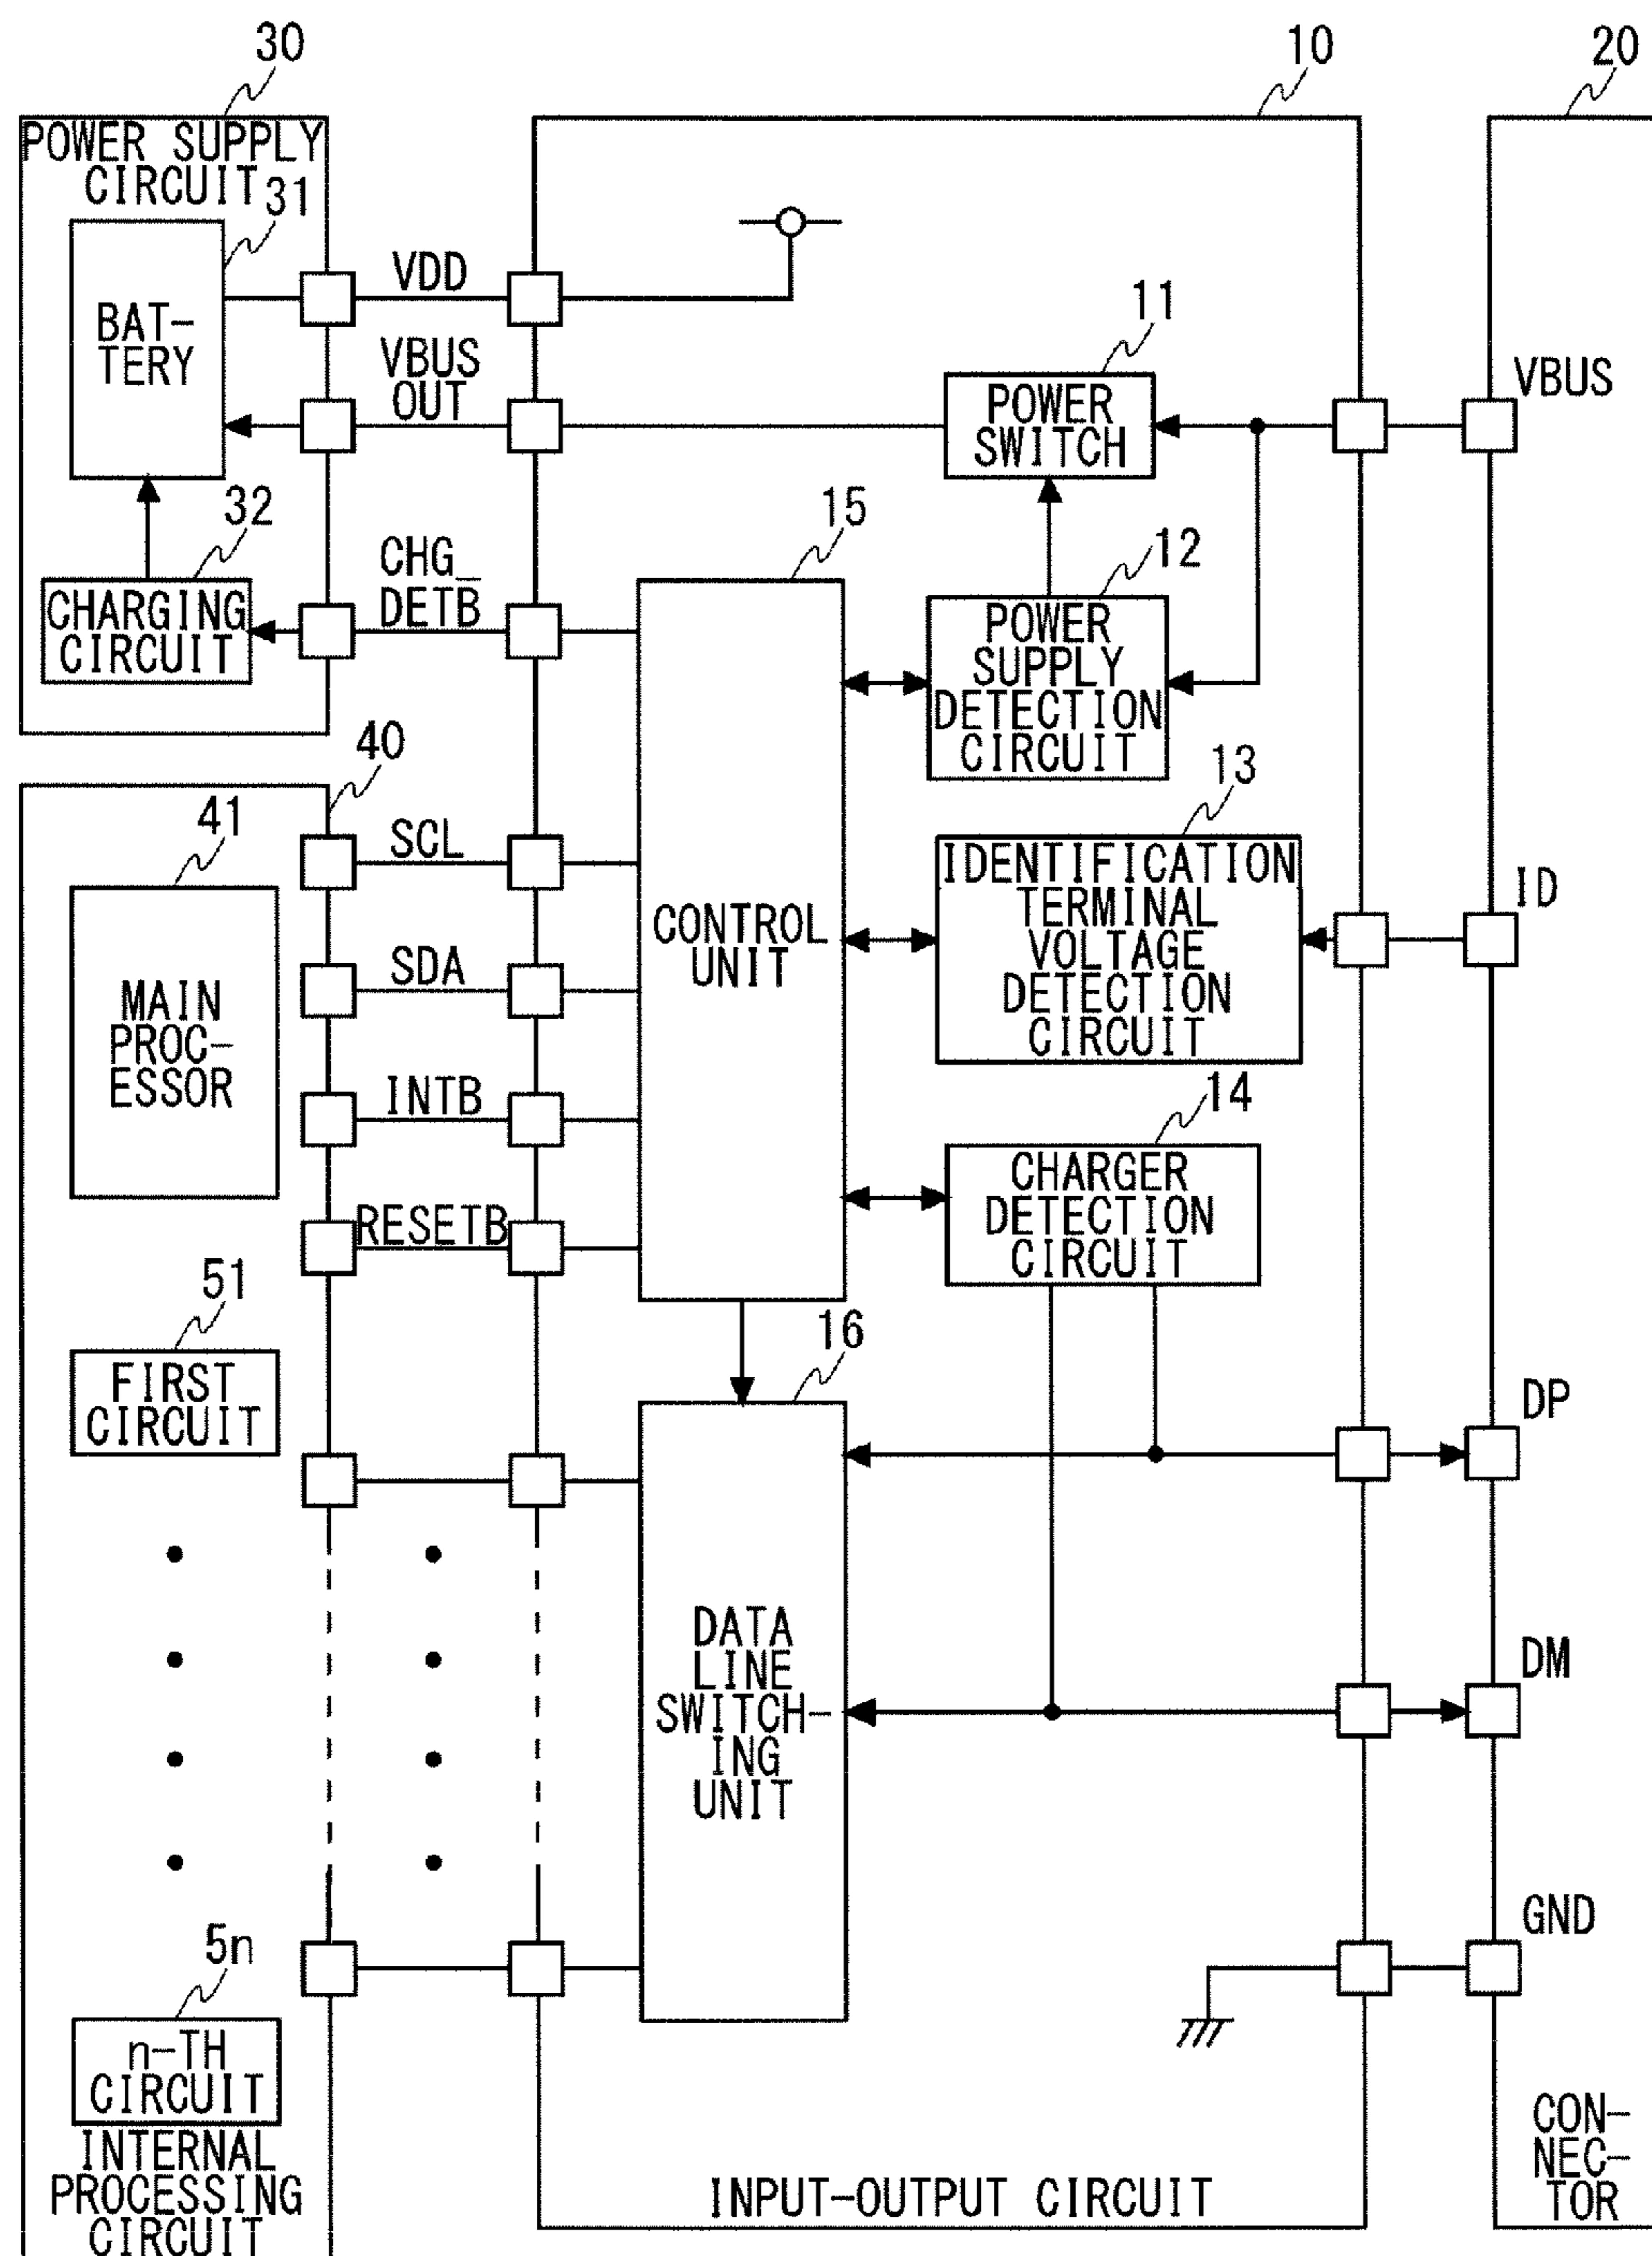 30
10
20
POWER SUPPLY
CIRCUIT
31
BAT-
TERY
VDD
VBUS
OUT
11
POWER
SWITCH
VBUS
32
CHARGING
CIRCUIT
CHG_
DETB
15
12
POWER
SUPPLY
DETECTION
CIRCUIT
40
41
MAIN
PROC-
ESSOR
SCL
SDA
INTB
RESETB
CONTROL
UNIT
13
IDENTIFICATION
TERMINAL
VOLTAGE
DETECTION
CIRCUIT
ID
14
CHARGER
DETECTION
CIRCUIT
51
FIRST
CIRCUIT
16
DATA
LINE
SWITCH-
ING
UNIT
DP
DM
GND
5n
n-TH
CIRCUIT
INTERNAL
PROCESSING
CIRCUIT
INPUT-OUTPUT CIRCUIT
CON-
NEC-
TOR